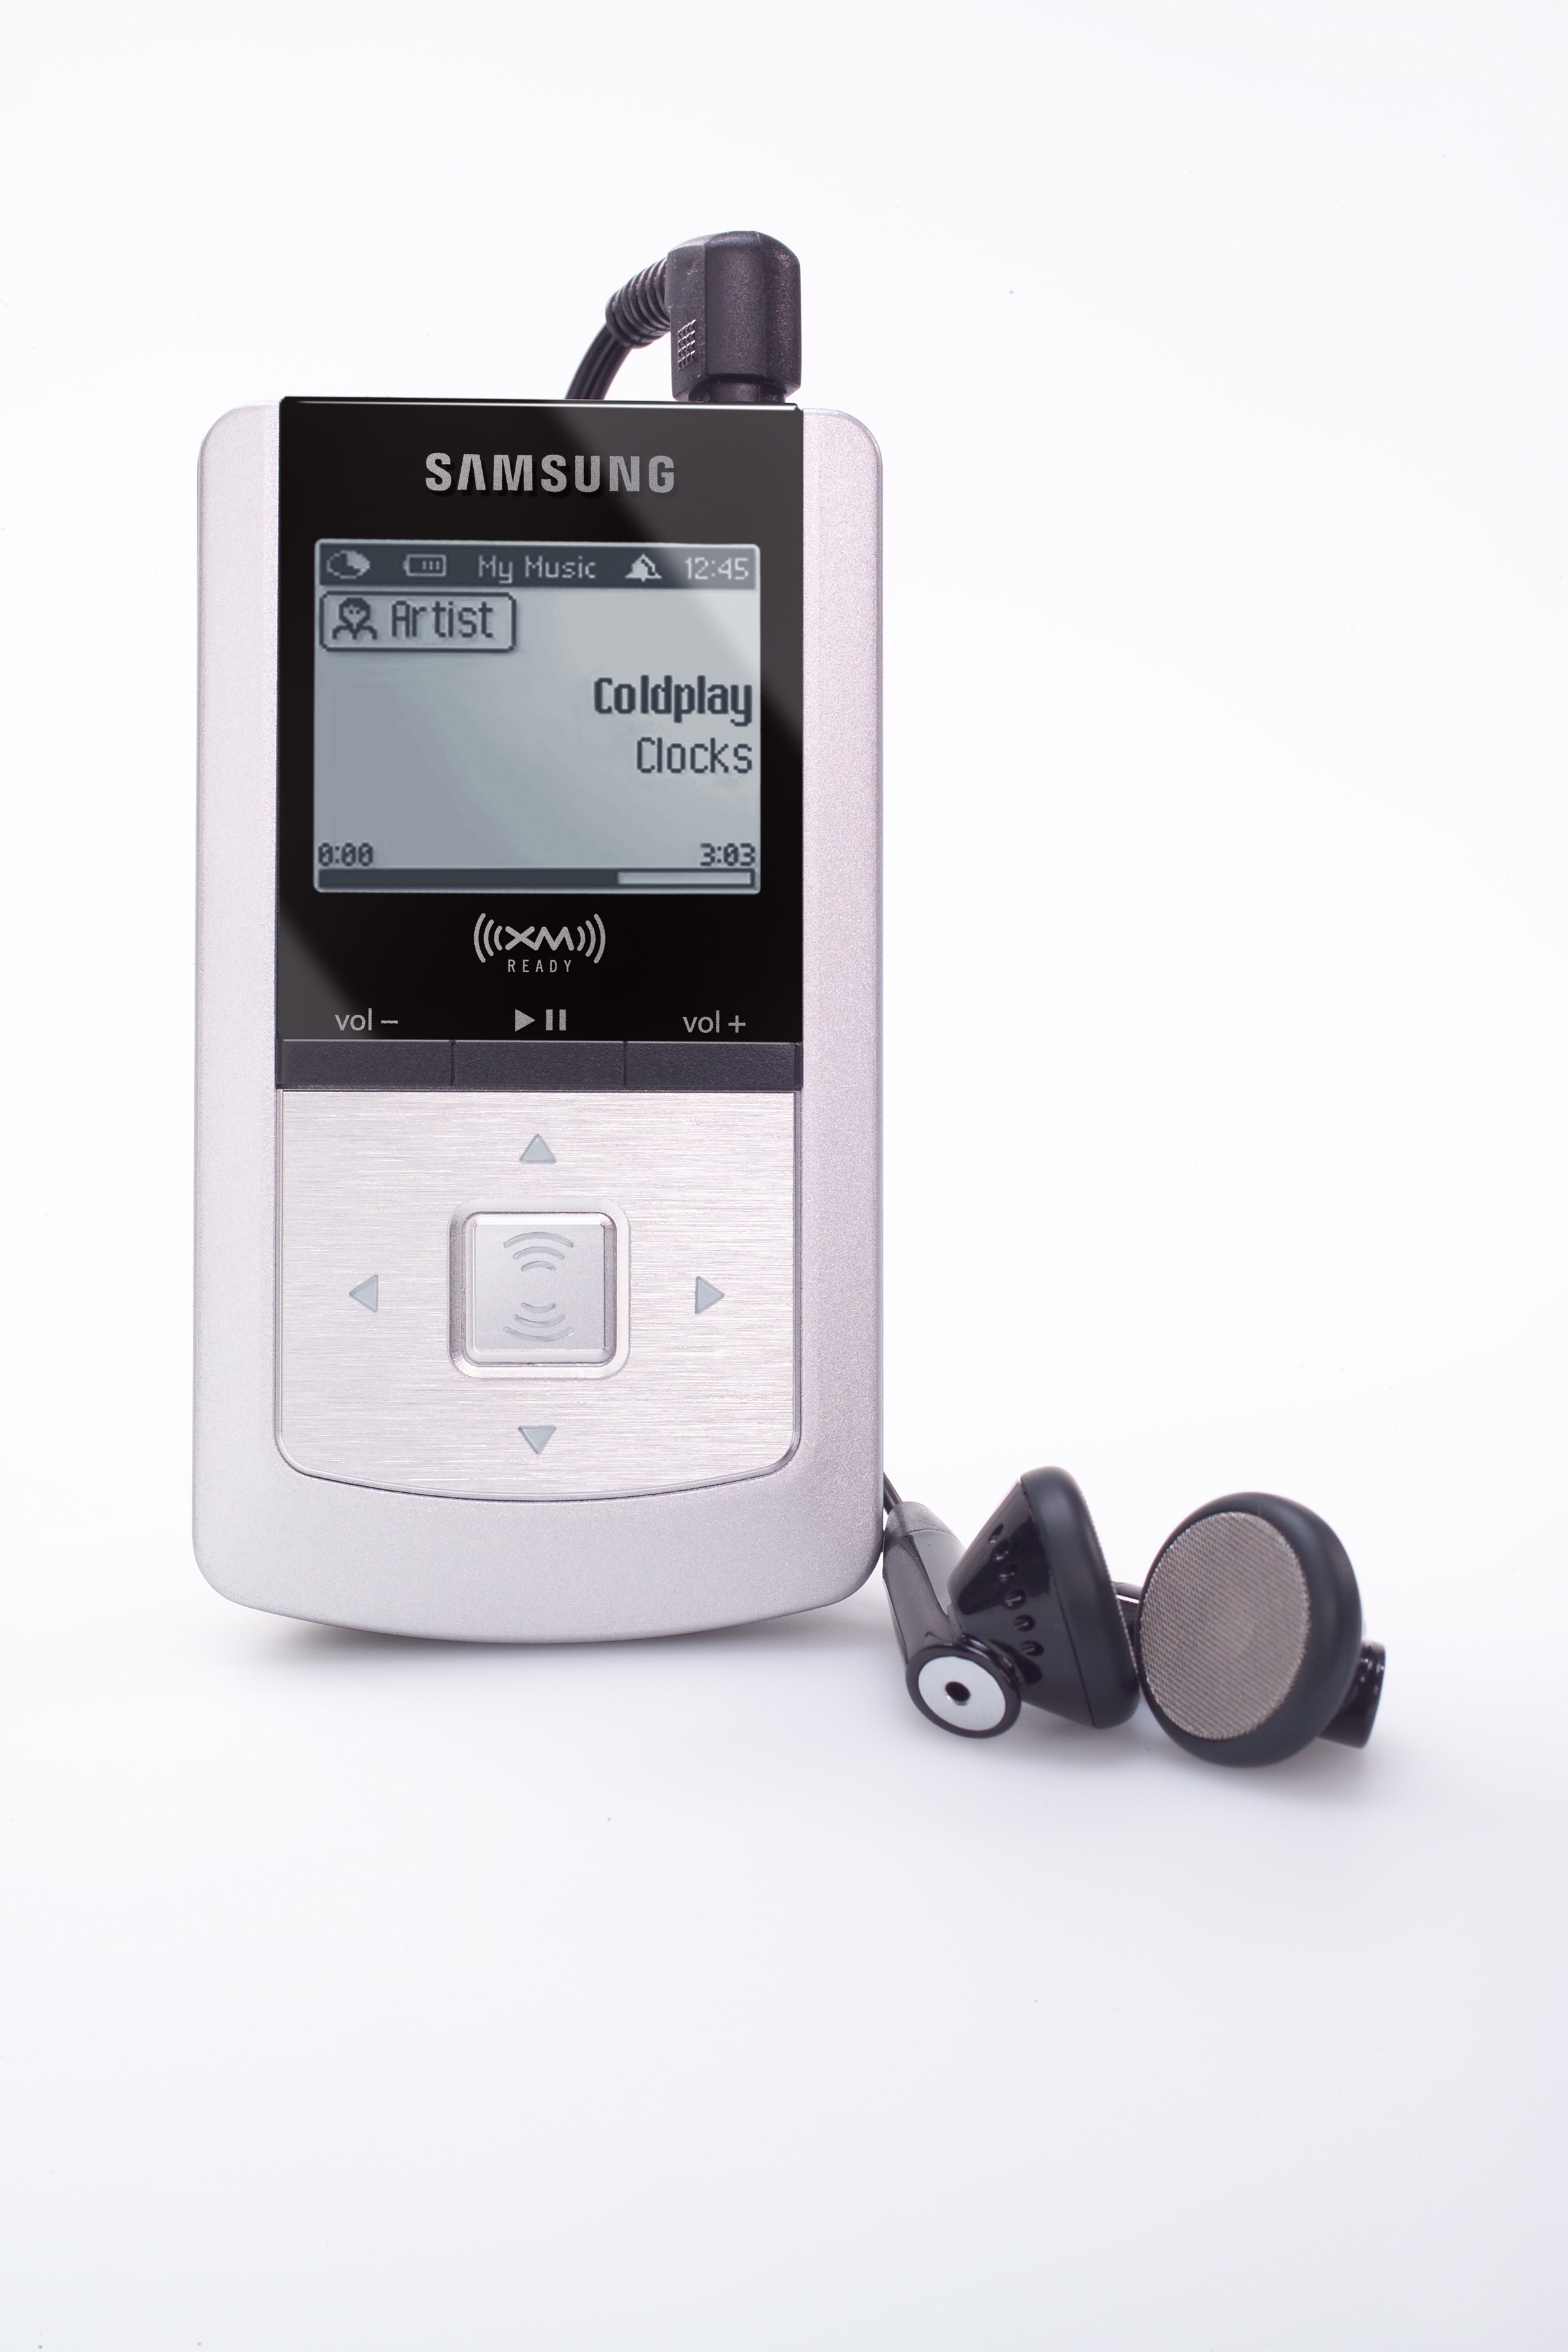 SAMSUNG
My Music 12:45
Artist
Coldplay
Clocks
0:00 3:03
XM
READY
vol – vol +